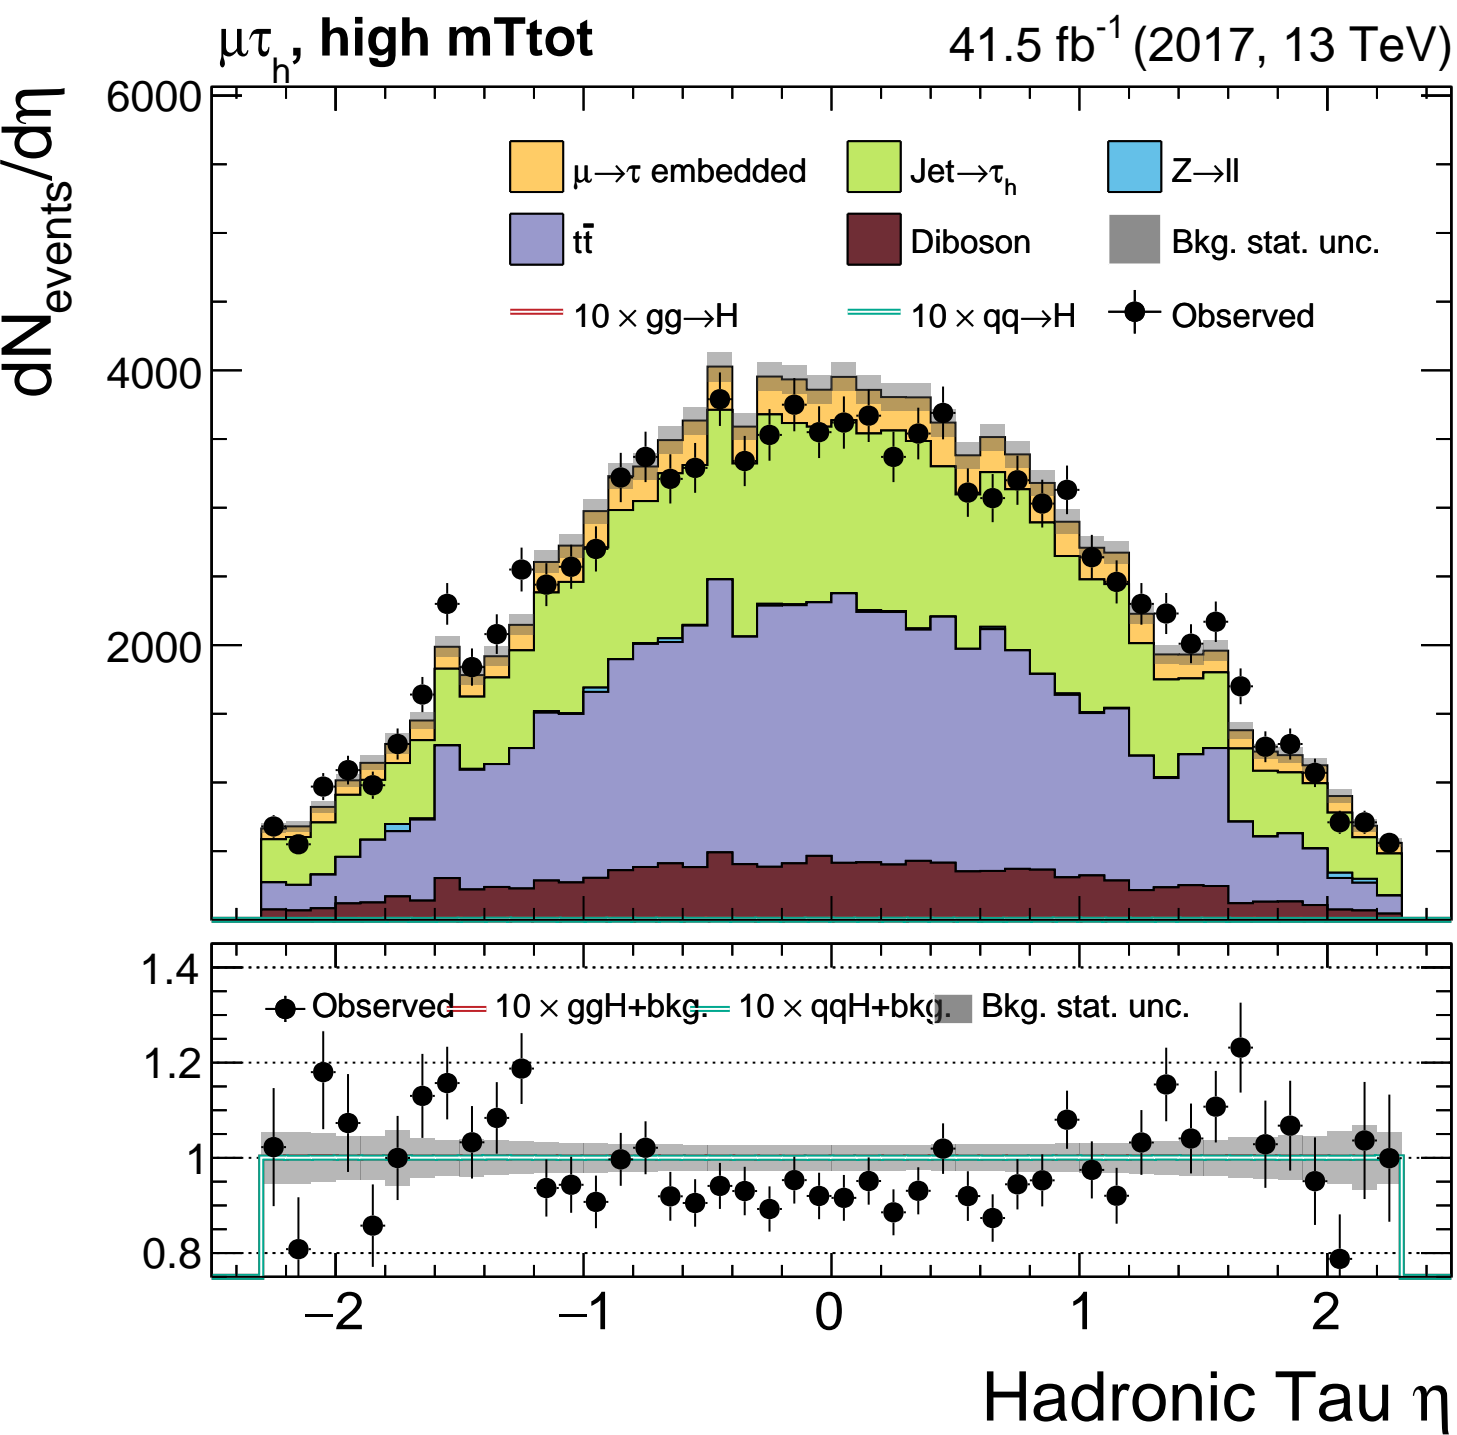 μτh, high mTtot 41.5 fb-1 (2017, 13 TeV)
dNevents/dη
6000
4000
2000
μ→τ embedded Jet→τh Z→ll
tt̄ Diboson Bkg. stat. unc.
10 × gg→H 10 × qq→H Observed
1.4
1.2
1
0.8
Observed 10 × ggH+bkg. 10 × qqH+bkg. Bkg. stat. unc.
−2 −1 0 1 2
Hadronic Tau η